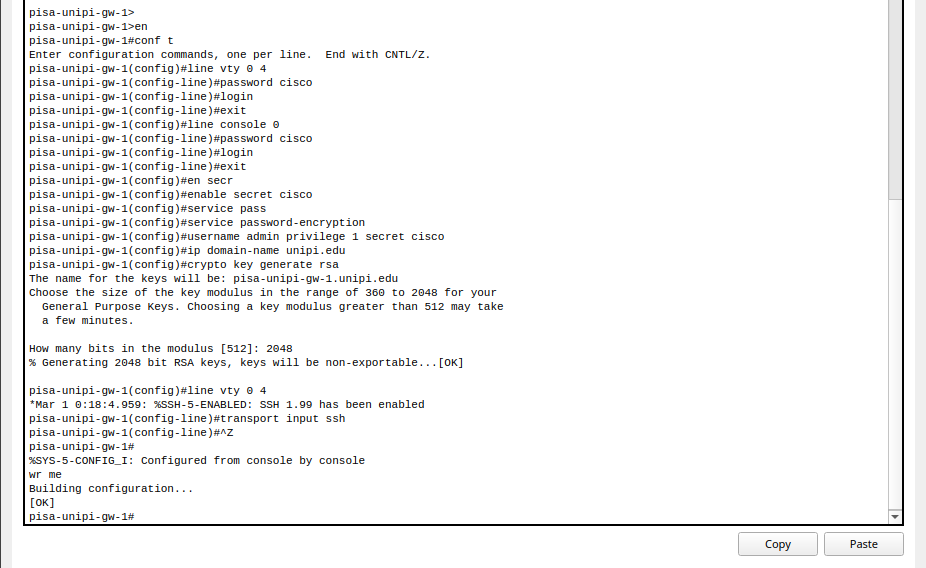 pisa-unipi-gw-1>
pisa-unipi-gw-1>en
pisa-unipi-gw-1#conf t
Enter configuration commands, one per line.  End with CNTL/Z.
pisa-unipi-gw-1(config)#line vty 0 4
pisa-unipi-gw-1(config-line)#password cisco
pisa-unipi-gw-1(config-line)#login
pisa-unipi-gw-1(config-line)#exit
pisa-unipi-gw-1(config)#line console 0
pisa-unipi-gw-1(config-line)#password cisco
pisa-unipi-gw-1(config-line)#login
pisa-unipi-gw-1(config-line)#exit
pisa-unipi-gw-1(config)#en secr
pisa-unipi-gw-1(config)#enable secret cisco
pisa-unipi-gw-1(config)#service pass
pisa-unipi-gw-1(config)#service password-encryption
pisa-unipi-gw-1(config)#username admin privilege 1 secret cisco
pisa-unipi-gw-1(config)#ip domain-name unipi.edu
pisa-unipi-gw-1(config)#crypto key generate rsa
The name for the keys will be: pisa-unipi-gw-1.unipi.edu
Choose the size of the key modulus in the range of 360 to 2048 for your
  General Purpose Keys. Choosing a key modulus greater than 512 may take
  a few minutes.

How many bits in the modulus [512]: 2048
% Generating 2048 bit RSA keys, keys will be non-exportable...[OK]

pisa-unipi-gw-1(config)#line vty 0 4
*Mar 1 0:18:4.959: %SSH-5-ENABLED: SSH 1.99 has been enabled
pisa-unipi-gw-1(config-line)#transport input ssh
pisa-unipi-gw-1(config-line)#^Z
pisa-unipi-gw-1#
%SYS-5-CONFIG_I: Configured from console by console
wr me
Building configuration...
[OK]
pisa-unipi-gw-1#
Copy Paste